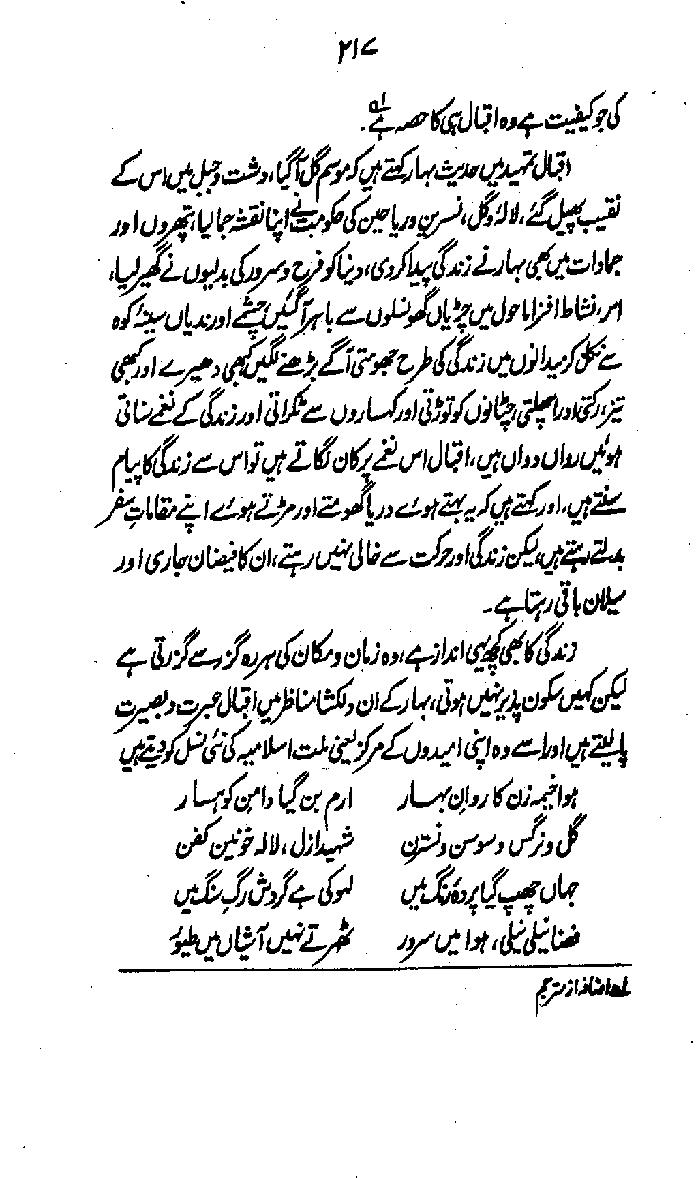 ۲۱۷
کی جو کیفیت ہے وہ اقبال ہی کا حصہ ہے۔ لہ
اقبال تمہید میں حدیث بہار کہتے ہیں کہ موسم گل آگیا، دشت و جبل میں اس کے
نقیب پھیل گئے، لالہ و گل، نسرین و ریاحین کی حکومت نے اپنا نقشہ جما لیا، پتھروں اور
جمادات میں بھی بہار نے زندگی پیدا کردی، دنیا کو فرح و سرور کی بدلیوں نے گھیر لیا،
اس نشاط افزا ماحول میں چڑیاں گھونسلوں سے باہر آگئیں چشمے اور ندیاں سینۂ کوہ
سے نکل کر میدانوں میں زندگی کی طرح جھومتی آگے بڑھنے لگیں کبھی دھیرے اور کبھی
تیز، رکتی اور اچھلتی، چٹانوں کو توڑتی اور کہساروں سے ٹکراتی اور زندگی کے نغمے سناتی
ہوئیں رواں دواں ہیں، اقبال اس نغمے پر کان لگاتے ہیں تو اس سے زندگی کا پیام
سنتے ہیں، اور کہتے ہیں کہ یہ بہتے ہوئے دریا گھومتے اور مڑتے ہوئے اپنے مقامات سفر
بدلتے رہتے ہیں، لیکن زندگی اور حرکت سے خالی نہیں رہتے، ان کا فیضان جاری اور
سیلان باقی رہتا ہے۔
زندگی کا بھی کچھ یہی انداز ہے، وہ زمان و مکان کی ہر رہ گزر سے گزرتی ہے
لیکن کہیں سکون پذیر نہیں ہوتی، بہار کے ان دلکشا مناظر میں اقبال عبرت و بصیرت
پا لیتے ہیں اور اسے وہ اپنی امیدوں کے مرکز یعنی ملت اسلامیہ کی نئی نسل کو دیتے ہیں
ہوا خیمہ زن کاروانِ بہار ارم بن گیا دامنِ کوہسار
گل و نرگس و سوسن و نسترن شہیدِ ازل، لالہ خونیں کفن
جہاں چھپ گیا پردۂ رنگ میں لہو کی ہے گردش رگِ سنگ میں
فضا نیلی نیلی، ہوا میں سرور ٹھہرتے نہیں آشیاں میں طیور
لہ اضافہ از مترجم